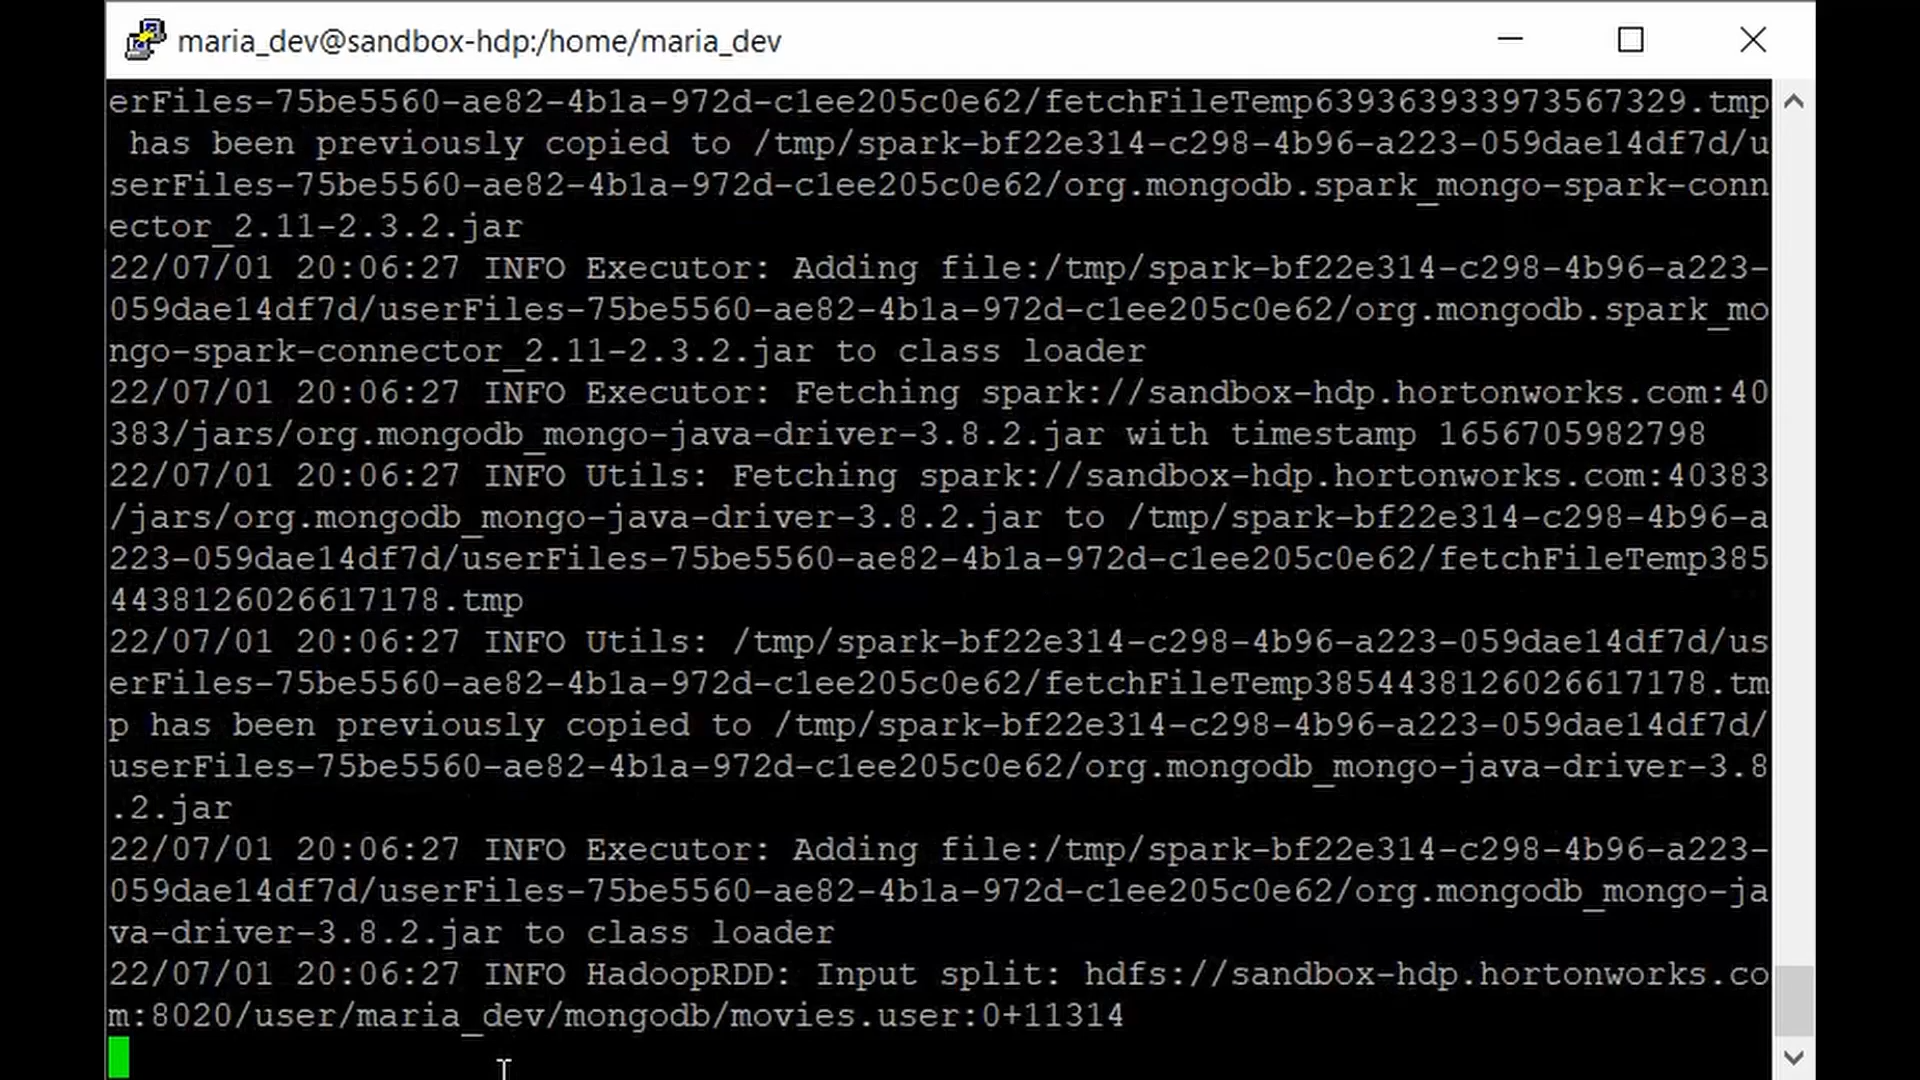 maria_dev@sandbox-hdp:/home/maria_dev
erFiles-75be5560-ae82-4b1a-972d-c1ee205c0e62/fetchFileTemp639363933973567329.tmp
 has been previously copied to /tmp/spark-bf22e314-c298-4b96-a223-059dae14df7d/u
serFiles-75be5560-ae82-4b1a-972d-c1ee205c0e62/org.mongodb.spark_mongo-spark-conn
ector_2.11-2.3.2.jar
22/07/01 20:06:27 INFO Executor: Adding file:/tmp/spark-bf22e314-c298-4b96-a223-
059dae14df7d/userFiles-75be5560-ae82-4b1a-972d-c1ee205c0e62/org.mongodb.spark_mo
ngo-spark-connector_2.11-2.3.2.jar to class loader
22/07/01 20:06:27 INFO Executor: Fetching spark://sandbox-hdp.hortonworks.com:40
383/jars/org.mongodb_mongo-java-driver-3.8.2.jar with timestamp 1656705982798
22/07/01 20:06:27 INFO Utils: Fetching spark://sandbox-hdp.hortonworks.com:40383
/jars/org.mongodb_mongo-java-driver-3.8.2.jar to /tmp/spark-bf22e314-c298-4b96-a
223-059dae14df7d/userFiles-75be5560-ae82-4b1a-972d-c1ee205c0e62/fetchFileTemp385
4438126026617178.tmp
22/07/01 20:06:27 INFO Utils: /tmp/spark-bf22e314-c298-4b96-a223-059dae14df7d/us
erFiles-75be5560-ae82-4b1a-972d-c1ee205c0e62/fetchFileTemp3854438126026617178.tm
p has been previously copied to /tmp/spark-bf22e314-c298-4b96-a223-059dae14df7d/
userFiles-75be5560-ae82-4b1a-972d-c1ee205c0e62/org.mongodb_mongo-java-driver-3.8
.2.jar
22/07/01 20:06:27 INFO Executor: Adding file:/tmp/spark-bf22e314-c298-4b96-a223-
059dae14df7d/userFiles-75be5560-ae82-4b1a-972d-c1ee205c0e62/org.mongodb_mongo-ja
va-driver-3.8.2.jar to class loader
22/07/01 20:06:27 INFO HadoopRDD: Input split: hdfs://sandbox-hdp.hortonworks.co
m:8020/user/maria_dev/mongodb/movies.user:0+11314